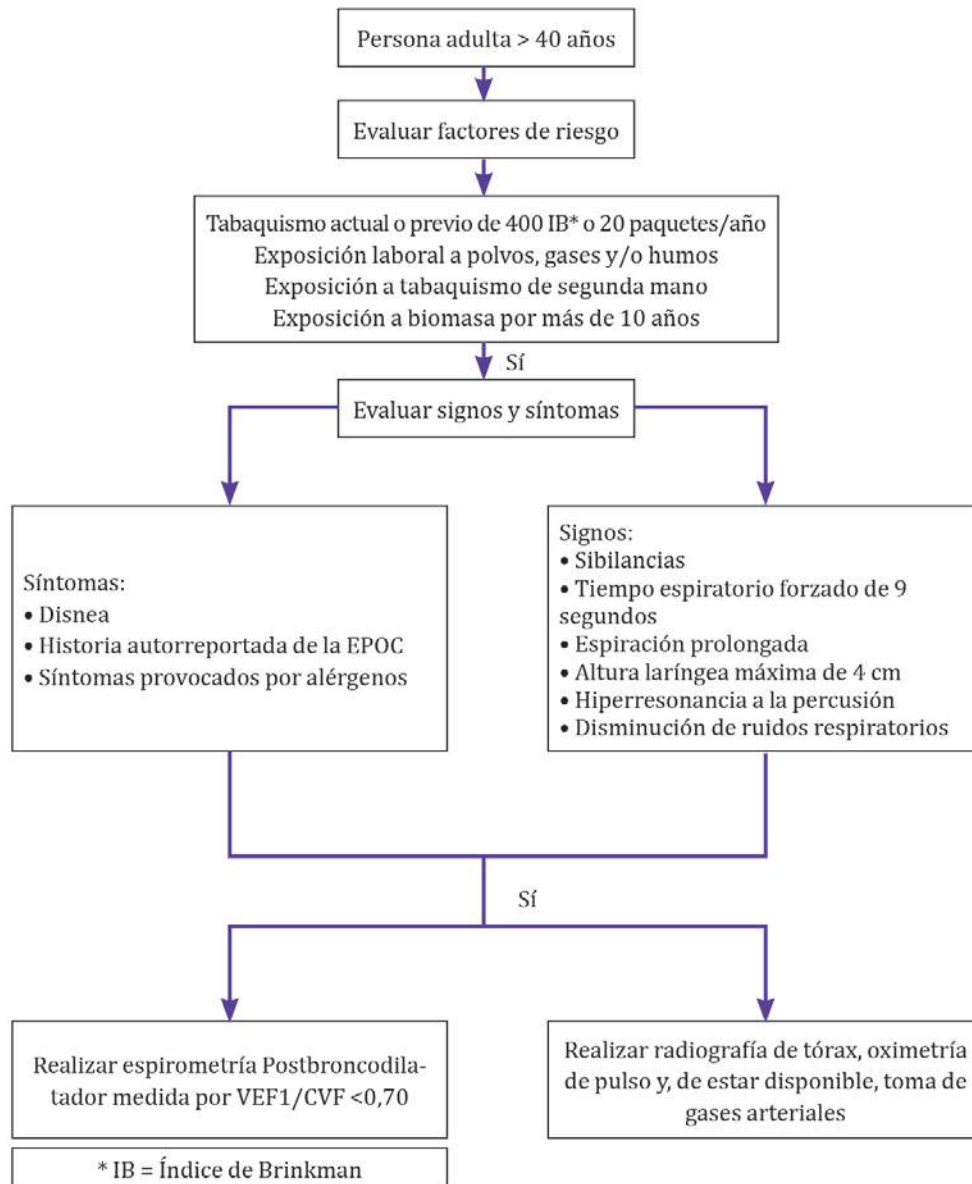 Persona adulta > 40 años
Evaluar factores de riesgo
Tabaquismo actual o previo de 400 IB* o 20 paquetes/año
Exposición laboral a polvos, gases y/o humos
Exposición a tabaquismo de segunda mano
Exposición a biomasa por más de 10 años
Sí
Evaluar signos y síntomas
Síntomas:
• Disnea
• Historia autorreportada de la EPOC
• Síntomas provocados por alérgenos
Signos:
• Sibilancias
• Tiempo espiratorio forzado de 9
segundos
• Espiración prolongada
• Altura laríngea máxima de 4 cm
• Hiperresonancia a la percusión
• Disminución de ruidos respiratorios
Sí
Realizar espirometría Postbroncodila-
tador medida por VEF1/CVF <0,70
Realizar radiografía de tórax, oximetría
de pulso y, de estar disponible, toma de
gases arteriales
* IB = Índice de Brinkman